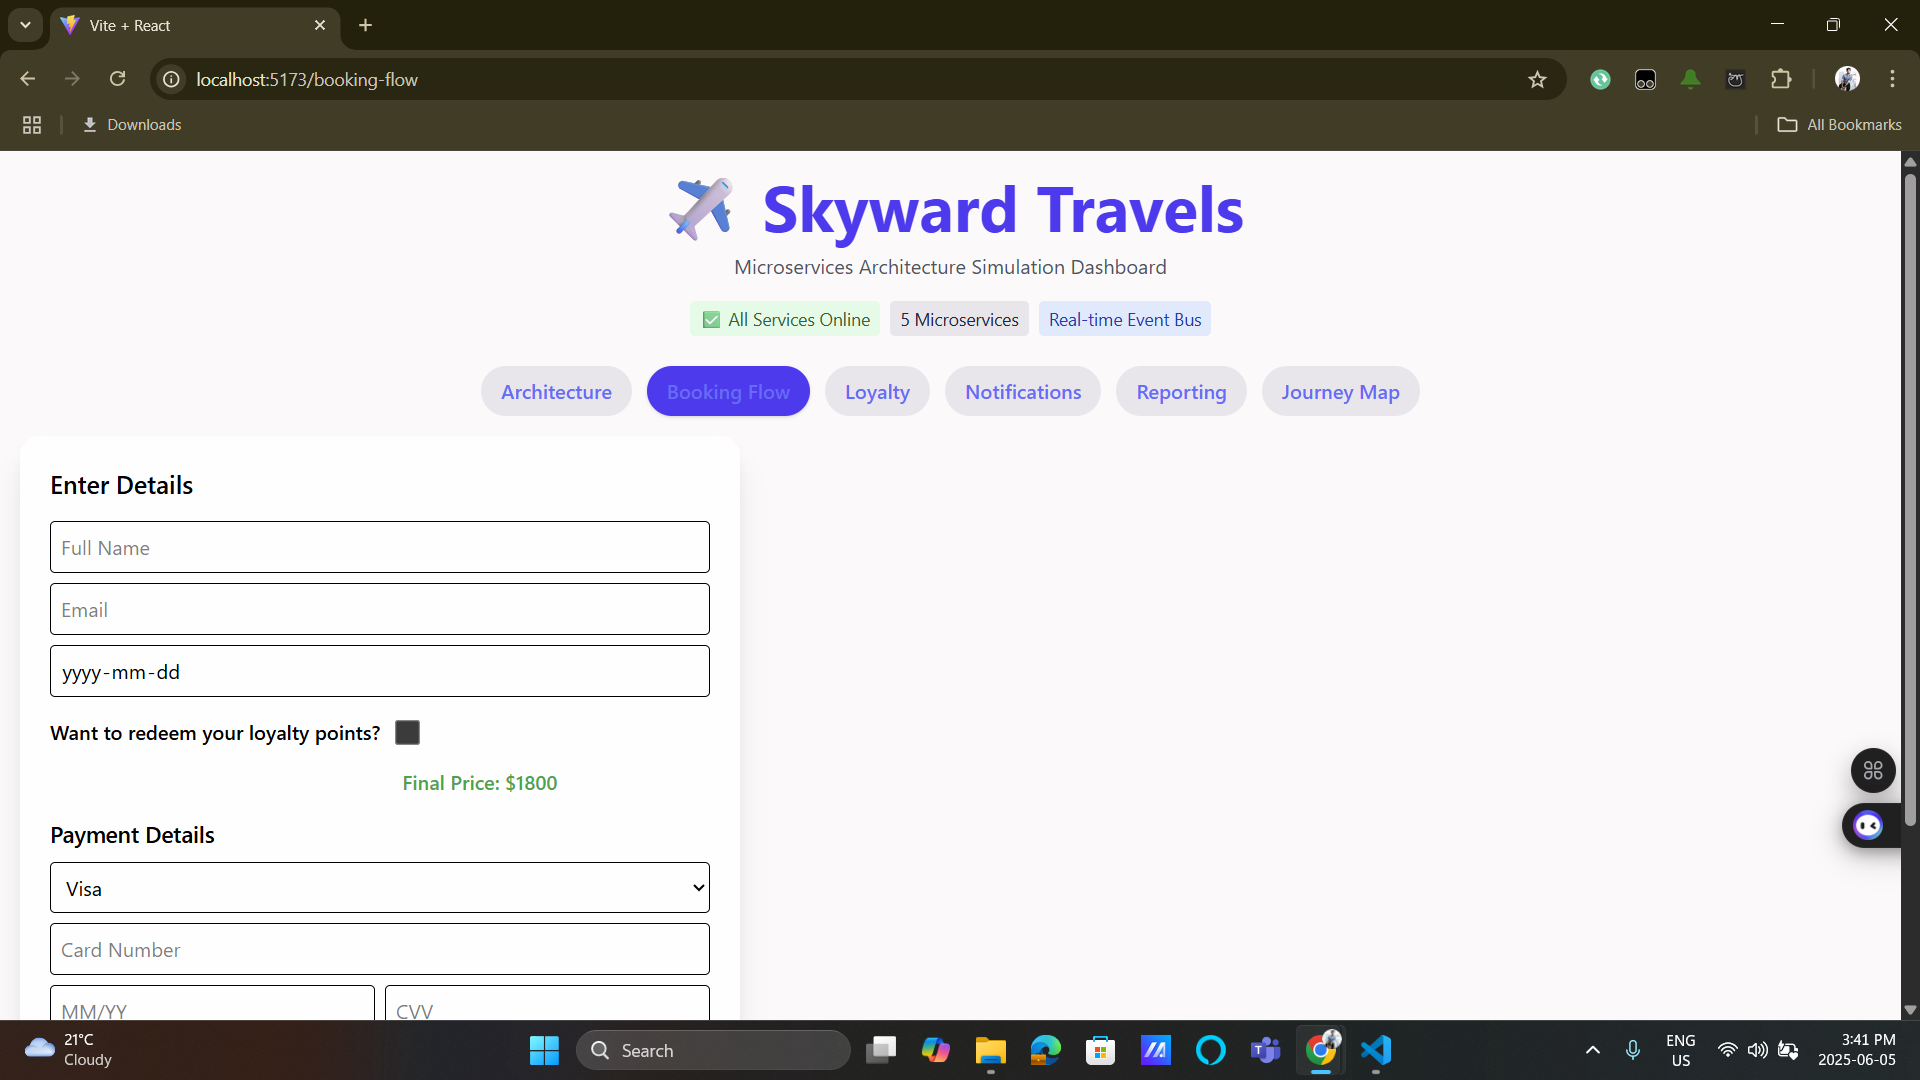 Vite + React
localhost:5173/booking-flow
Downloads
All Bookmarks
Skyward Travels
Microservices Architecture Simulation Dashboard
All Services Online
5 Microservices
Real-time Event Bus
Architecture
Booking Flow
Loyalty
Notifications
Reporting
Journey Map
Enter Details
Full Name
Email
yyyy-mm-dd
Want to redeem your loyalty points?
Final Price: $1800
Payment Details
Visa
Card Number
MM/YY
CVV
21°C
Cloudy
Search
ENG
US
3:41 PM
2025-06-05